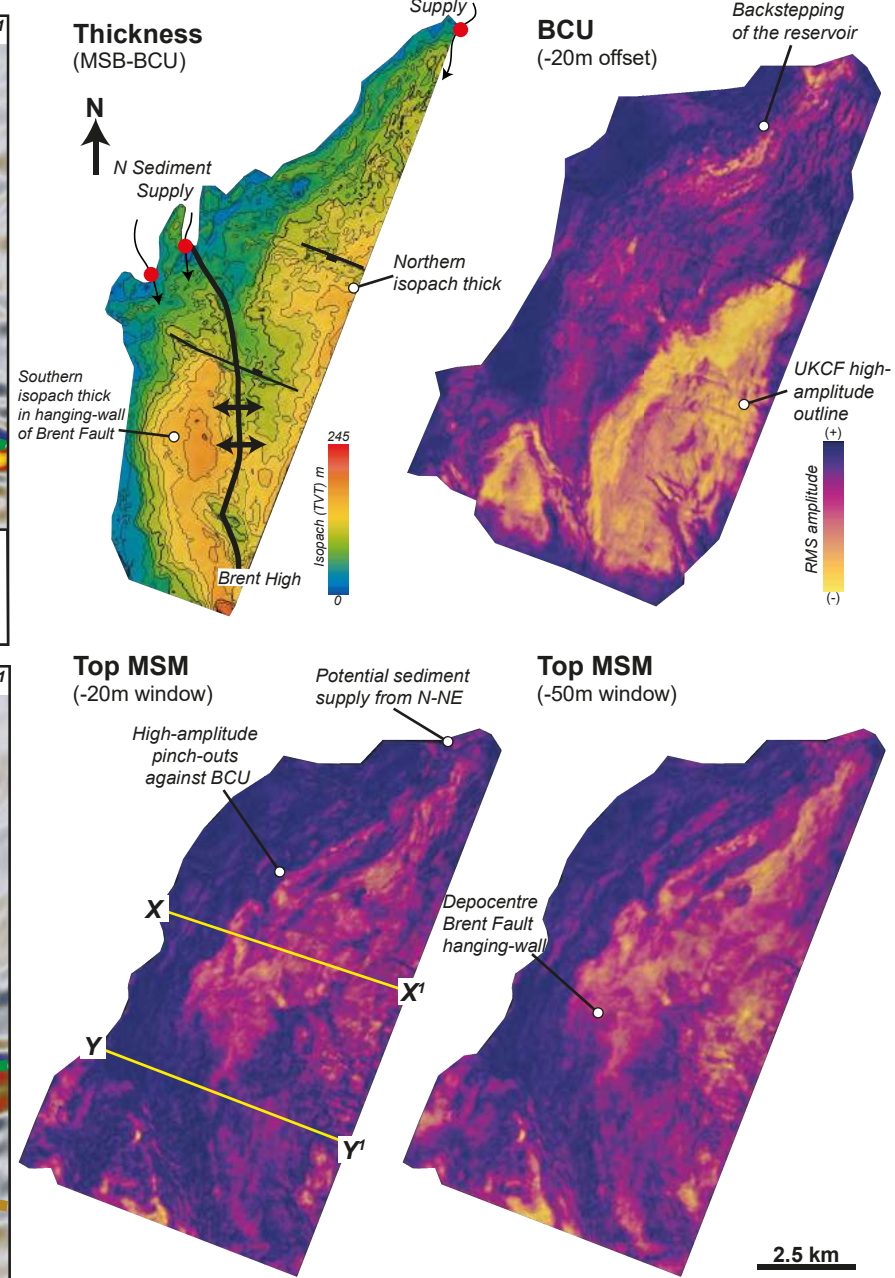 Supply
Thickness
(MSB-BCU)
N
N Sediment
Supply
Northern
isopach thick
Southern
isopach thick
in hanging-wall
of Brent Fault
245
Isopach (TVT) m
0
Brent High
BCU
(-20m offset)
Backstepping
of the reservoir
UKCF high-
amplitude
outline
(+)
RMS amplitude
(-)
Top MSM
(-20m window)
Potential sediment
supply from N-NE
High-amplitude
pinch-outs
against BCU
X
X¹
Y
Y¹
Top MSM
(-50m window)
Depocentre
Brent Fault
hanging-wall
2.5 km
1
1